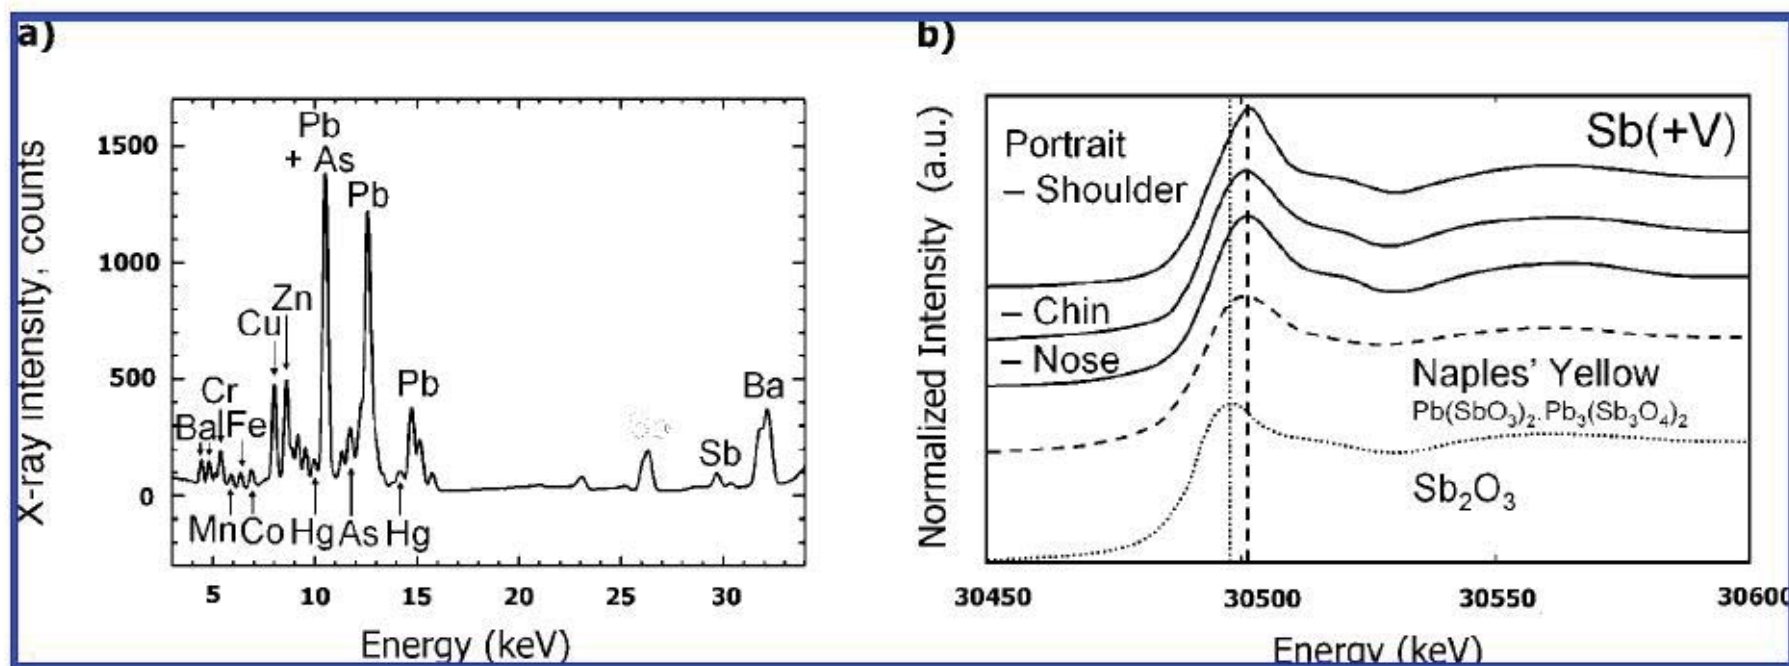 a)
X-ray intensity, counts
1500
1000
500
0
Pb
+ As
Pb
Zn
Cu
Cr
Ba Fe
Pb
Ba
Sb
Mn Co Hg As Hg
5 10 15 20 25 30
Energy (keV)
b)
Normalized Intensity (a.u.)
Sb(+V)
Portrait
– Shoulder
– Chin
– Nose
Naples' Yellow
Pb(SbO₃)₂.Pb₃(Sb₃O₄)₂
Sb₂O₃
30450 30500 30550 30600
Energy (keV)